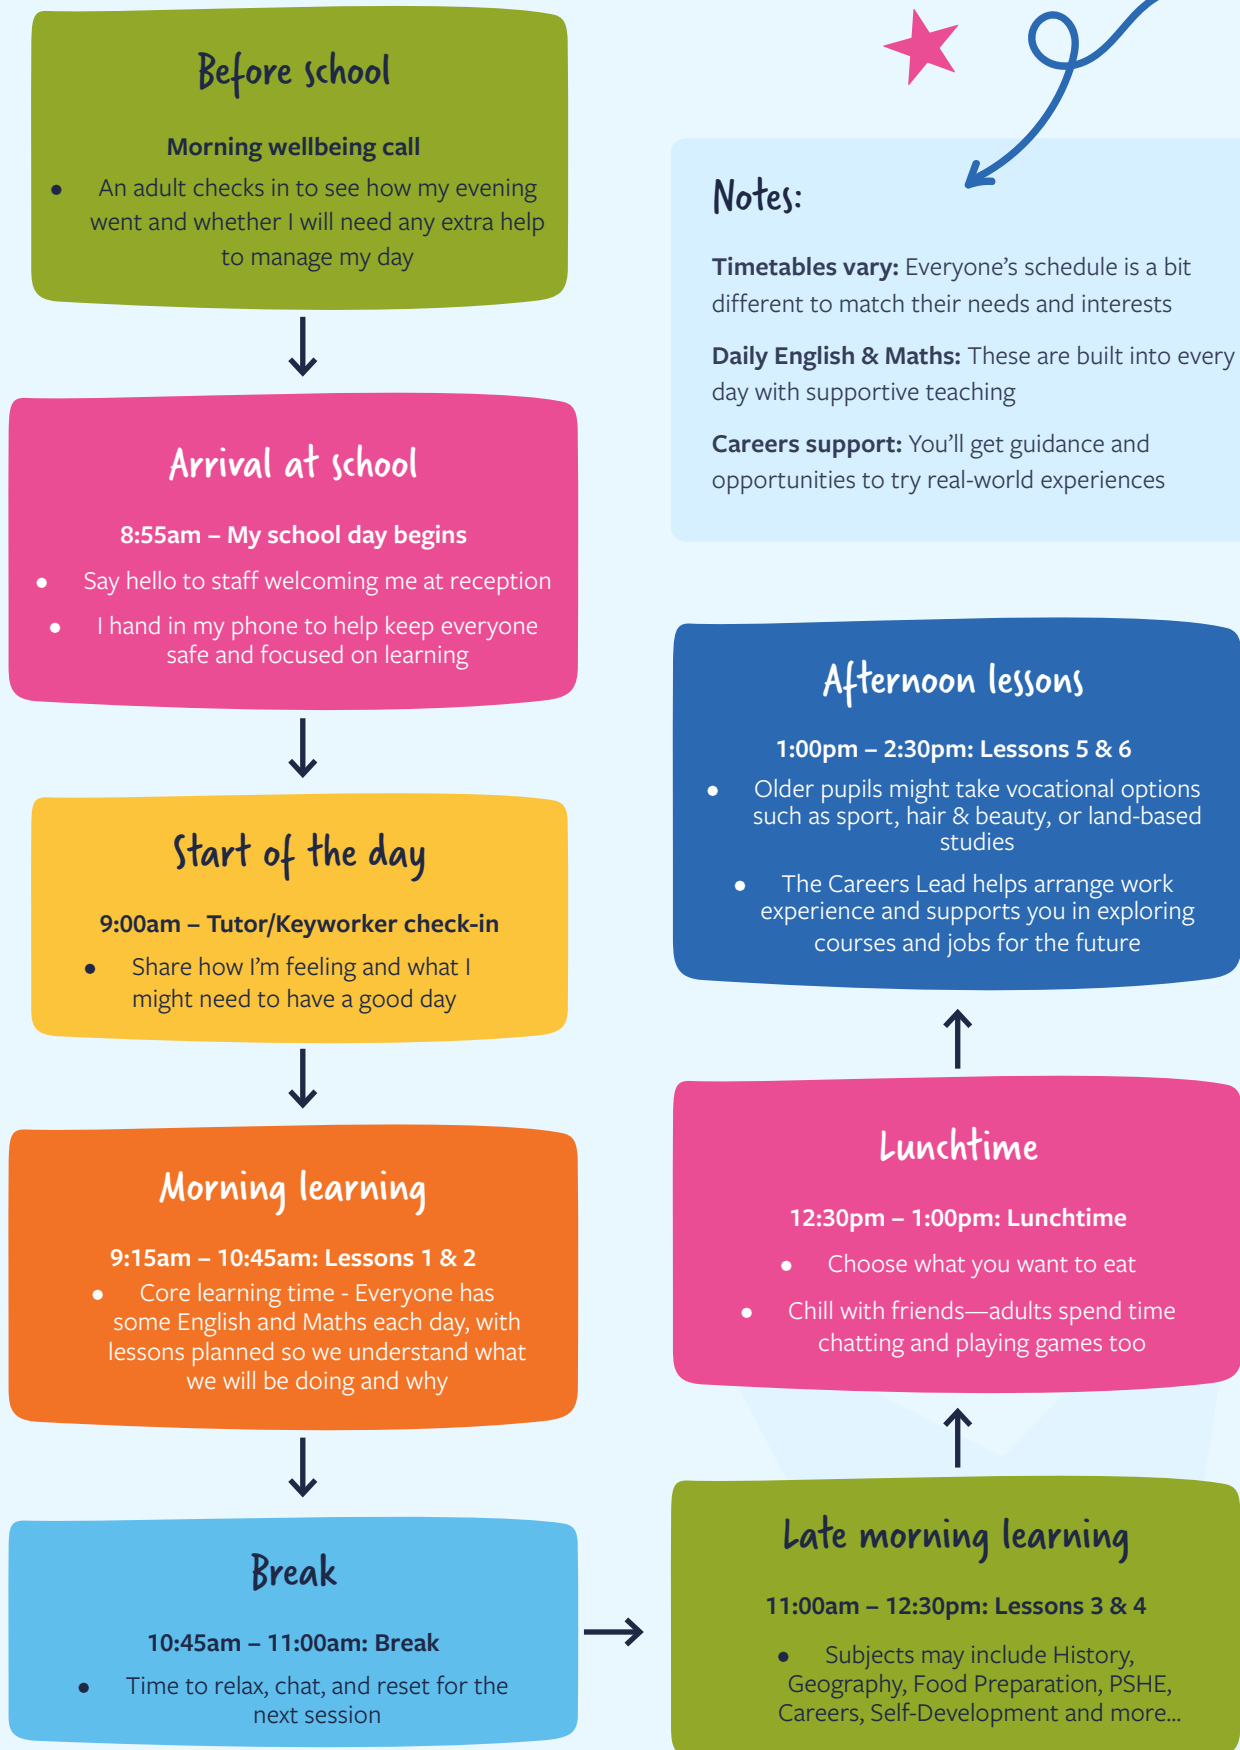 Before school
Morning wellbeing call
● An adult checks in to see how my evening
went and whether I will need any extra help
to manage my day
Arrival at school
8:55am – My school day begins
● Say hello to staff welcoming me at reception
● I hand in my phone to help keep everyone
safe and focused on learning
Start of the day
9:00am – Tutor/Keyworker check-in
● Share how I’m feeling and what I
might need to have a good day
Morning learning
9:15am – 10:45am: Lessons 1 & 2
● Core learning time - Everyone has
some English and Maths each day, with
lessons planned so we understand what
we will be doing and why
Break
10:45am – 11:00am: Break
● Time to relax, chat, and reset for the
next session
Late morning learning
11:00am – 12:30pm: Lessons 3 & 4
● Subjects may include History,
Geography, Food Preparation, PSHE,
Careers, Self-Development and more...
Lunchtime
12:30pm – 1:00pm: Lunchtime
● Choose what you want to eat
● Chill with friends—adults spend time
chatting and playing games too
Afternoon lessons
1:00pm – 2:30pm: Lessons 5 & 6
● Older pupils might take vocational options
such as sport, hair & beauty, or land-based
studies
● The Careers Lead helps arrange work
experience and supports you in exploring
courses and jobs for the future
Notes:
Timetables vary: Everyone’s schedule is a bit
different to match their needs and interests
Daily English & Maths: These are built into every
day with supportive teaching
Careers support: You’ll get guidance and
opportunities to try real-world experiences